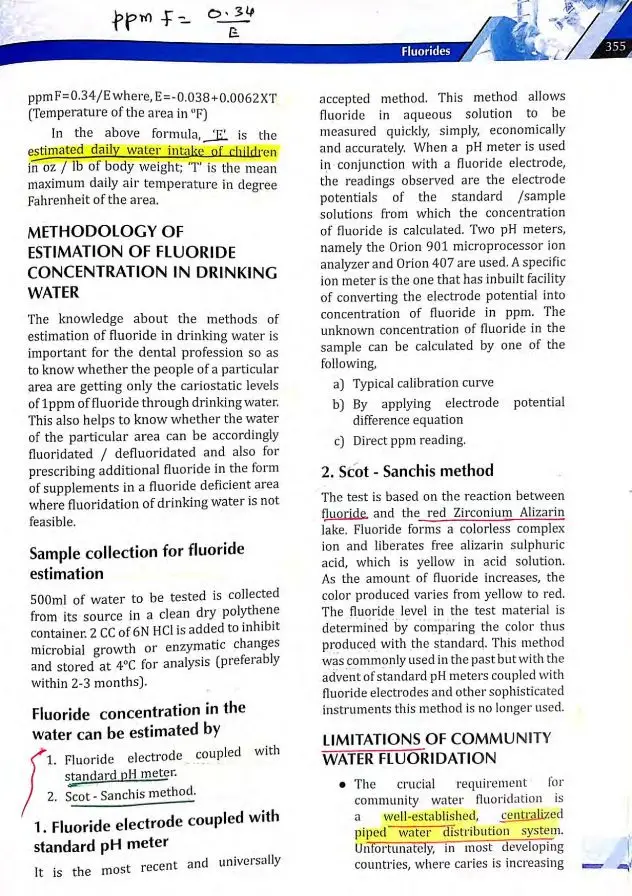 ppm F = 0.34
E
Fluorides
355
ppmF=0.34/E where, E=-0.038+0.0062XT
(Temperature of the area in °F)
In the above formula, 'E' is the
estimated daily water intake of children
in oz / lb of body weight; 'T' is the mean
maximum daily air temperature in degree
Fahrenheit of the area.
METHODOLOGY OF
ESTIMATION OF FLUORIDE
CONCENTRATION IN DRINKING
WATER
The knowledge about the methods of
estimation of fluoride in drinking water is
important for the dental profession so as
to know whether the people of a particular
area are getting only the cariostatic levels
of 1ppm of fluoride through drinking water.
This also helps to know whether the water
of the particular area can be accordingly
fluoridated / defluoridated and also for
prescribing additional fluoride in the form
of supplements in a fluoride deficient area
where fluoridation of drinking water is not
feasible.
Sample collection for fluoride
estimation
500ml of water to be tested is collected
from its source in a clean dry polythene
container. 2 CC of 6N HCl is added to inhibit
microbial growth or enzymatic changes
and stored at 4°C for analysis (preferably
within 2-3 months).
Fluoride concentration in the
water can be estimated by
1. Fluoride electrode coupled with
standard pH meter.
2. Scot - Sanchis method.
1. Fluoride electrode coupled with
standard pH meter
It is the most recent and universally
accepted method. This method allows
fluoride in aqueous solution to be
measured quickly, simply, economically
and accurately. When a pH meter is used
in conjunction with a fluoride electrode,
the readings observed are the electrode
potentials of the standard /sample
solutions from which the concentration
of fluoride is calculated. Two pH meters,
namely the Orion 901 microprocessor ion
analyzer and Orion 407 are used. A specific
ion meter is the one that has inbuilt facility
of converting the electrode potential into
concentration of fluoride in ppm. The
unknown concentration of fluoride in the
sample can be calculated by one of the
following,
a) Typical calibration curve
b) By applying electrode potential
difference equation
c) Direct ppm reading.
2. Scot - Sanchis method
The test is based on the reaction between
fluoride and the red Zirconium Alizarin
lake. Fluoride forms a colorless complex
ion and liberates free alizarin sulphuric
acid, which is yellow in acid solution.
As the amount of fluoride increases, the
color produced varies from yellow to red.
The fluoride level in the test material is
determined by comparing the color thus
produced with the standard. This method
was commonly used in the past but with the
advent of standard pH meters coupled with
fluoride electrodes and other sophisticated
instruments this method is no longer used.
LIMITATIONS OF COMMUNITY
WATER FLUORIDATION
• The crucial requirement for
community water fluoridation is
a well-established, centralized
piped water distribution system.
Unfortunately, in most developing
countries, where caries is increasing